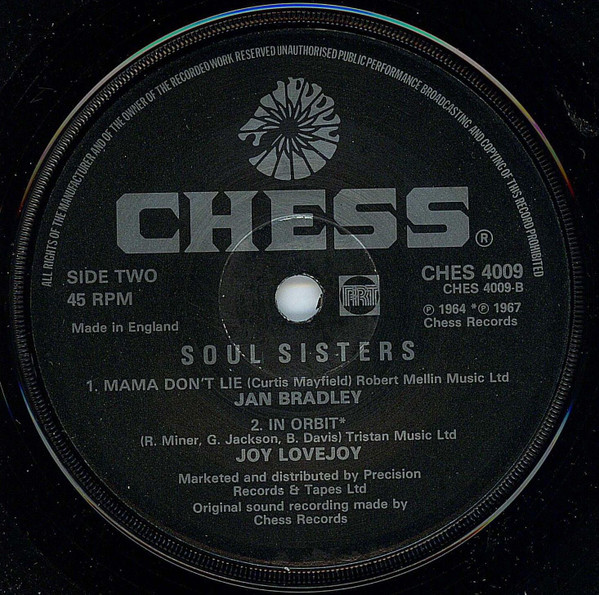 ALL RIGHTS OF THE MANUFACTURER AND OF THE OWNER OF THE RECORDED WORK RESERVED UNAUTHORISED PUBLIC PERFORMANCE BROADCASTING AND COPYING OF THIS RECORD PROHIBITED
CHESS®
SIDE TWO
45 RPM
Made in England
PRT
CHES 4009
CHES 4009-B
℗ 1964 *℗ 1967
Chess Records
SOUL SISTERS
1. MAMA DON'T LIE (Curtis Mayfield) Robert Mellin Music Ltd
JAN BRADLEY
2. IN ORBIT*
(R. Miner, G. Jackson, B. Davis) Tristan Music Ltd
JOY LOVEJOY
Marketed and distributed by Precision
Records & Tapes Ltd
Original sound recording made by
Chess Records